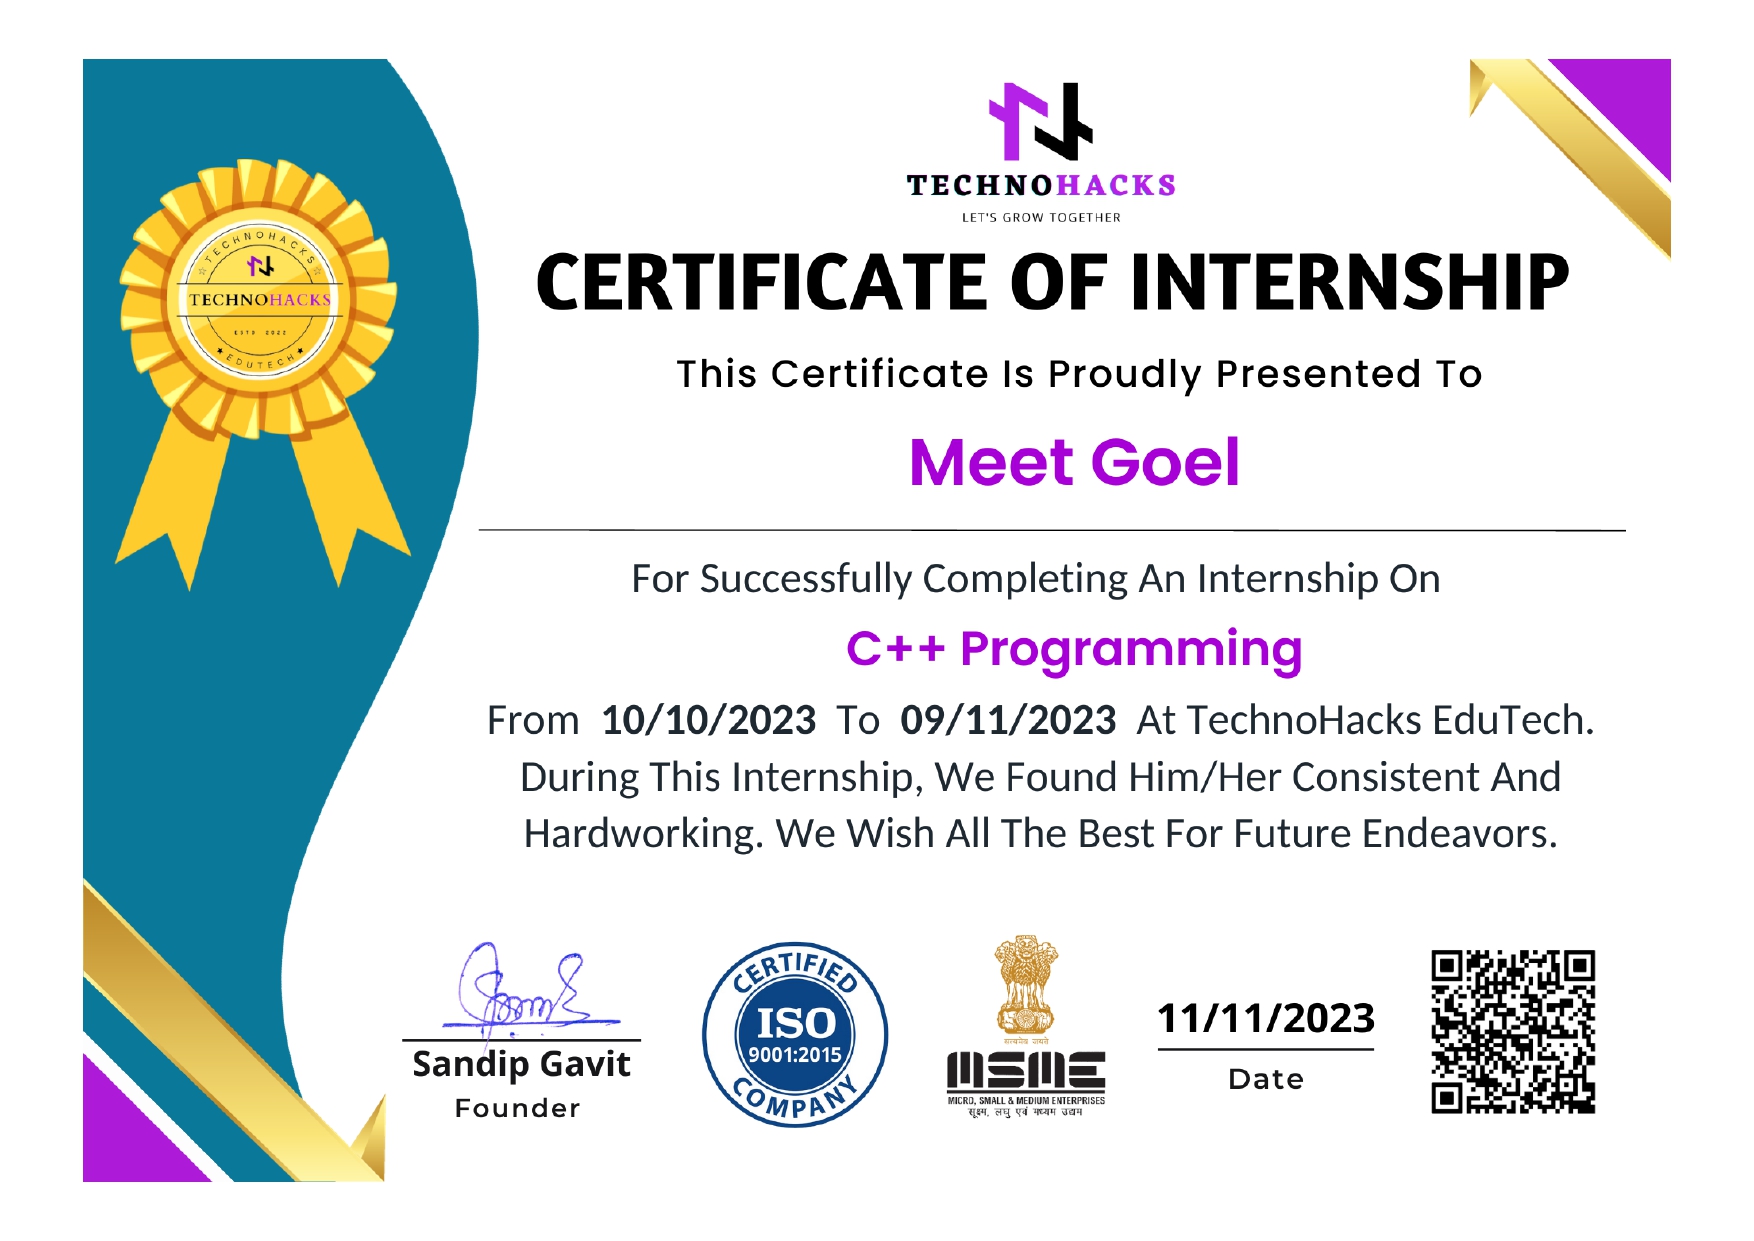 TECHNOHACKS
LET'S GROW TOGETHER
CERTIFICATE OF INTERNSHIP
This Certificate Is Proudly Presented To
Meet Goel
For Successfully Completing An Internship On
C++ Programming
From 10/10/2023 To 09/11/2023 At TechnoHacks EduTech.
During This Internship, We Found Him/Her Consistent And
Hardworking. We Wish All The Best For Future Endeavors.
TECHNOHACKS
TECHNOHACKS
ESTD 2022
EDUTECH
Sandip Gavit
Founder
CERTIFIED
ISO
9001:2015
COMPANY
सत्यमेव जयते
MSME
MICRO, SMALL & MEDIUM ENTERPRISES
सूक्ष्म, लघु एवं मध्यम उद्यम
11/11/2023
Date